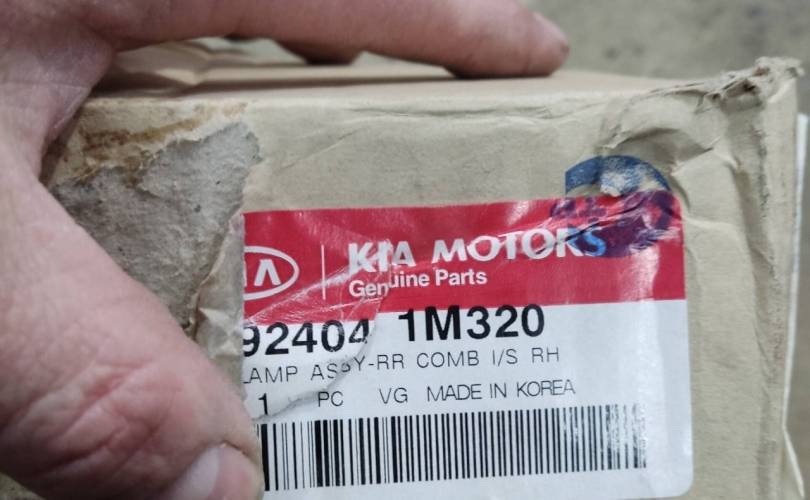 KIA MOTORS
Genuine Parts
92404 1M320
LAMP ASSY-RR COMB I/S RH
1 PC VG MADE IN KOREA